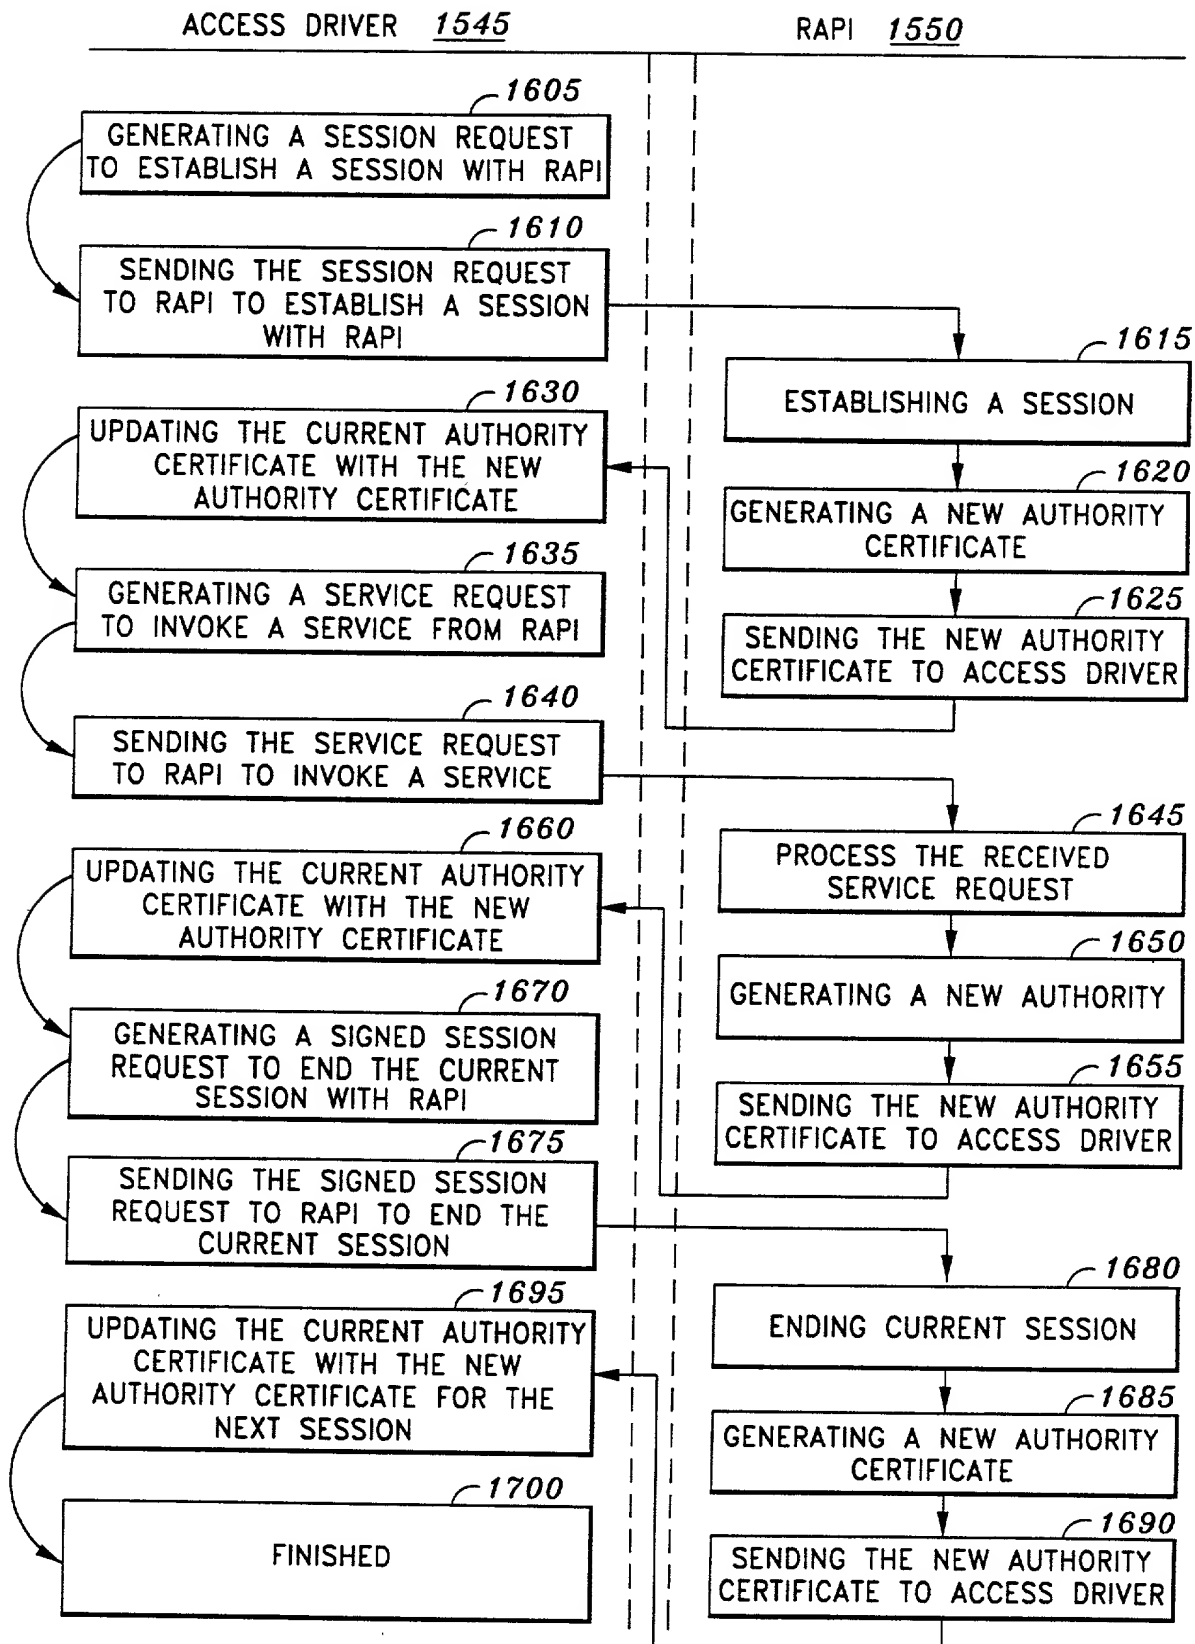 ACCESS DRIVER 1545
RAPI 1550
1605
GENERATING A SESSION REQUEST
TO ESTABLISH A SESSION WITH RAPI
1610
SENDING THE SESSION REQUEST
TO RAPI TO ESTABLISH A SESSION
WITH RAPI
1615
ESTABLISHING A SESSION
1620
GENERATING A NEW AUTHORITY
CERTIFICATE
1625
SENDING THE NEW AUTHORITY
CERTIFICATE TO ACCESS DRIVER
1630
UPDATING THE CURRENT AUTHORITY
CERTIFICATE WITH THE NEW
AUTHORITY CERTIFICATE
1635
GENERATING A SERVICE REQUEST
TO INVOKE A SERVICE FROM RAPI
1640
SENDING THE SERVICE REQUEST
TO RAPI TO INVOKE A SERVICE
1645
PROCESS THE RECEIVED
SERVICE REQUEST
1650
GENERATING A NEW AUTHORITY
1655
SENDING THE NEW AUTHORITY
CERTIFICATE TO ACCESS DRIVER
1660
UPDATING THE CURRENT AUTHORITY
CERTIFICATE WITH THE NEW
AUTHORITY CERTIFICATE
1670
GENERATING A SIGNED SESSION
REQUEST TO END THE CURRENT
SESSION WITH RAPI
1675
SENDING THE SIGNED SESSION
REQUEST TO RAPI TO END THE
CURRENT SESSION
1680
ENDING CURRENT SESSION
1685
GENERATING A NEW AUTHORITY
CERTIFICATE
1690
SENDING THE NEW AUTHORITY
CERTIFICATE TO ACCESS DRIVER
1695
UPDATING THE CURRENT AUTHORITY
CERTIFICATE WITH THE NEW
AUTHORITY CERTIFICATE FOR THE
NEXT SESSION
1700
FINISHED